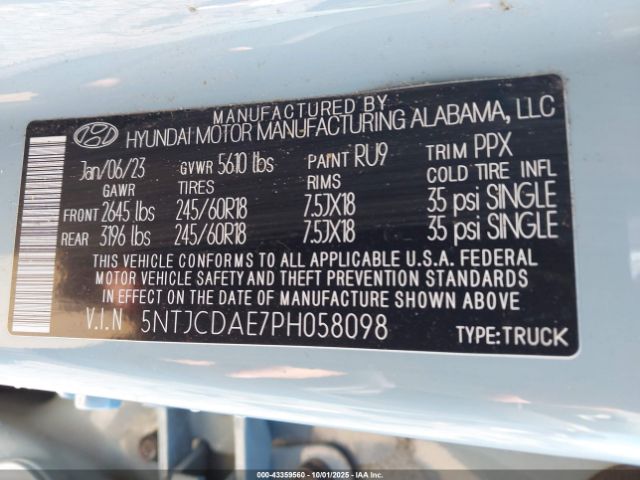 MANUFACTURED BY
HYUNDAI MOTOR MANUFACTURING ALABAMA, LLC
Jan/06/23 GVWR 5610 lbs PAINT RU9 TRIM PPX
GAWR TIRES RIMS COLD TIRE INFL
FRONT 2645 lbs 245/60R18 7.5JX18 35 psi SINGLE
REAR 3196 lbs 245/60R18 7.5JX18 35 psi SINGLE
THIS VEHICLE CONFORMS TO ALL APPLICABLE U.S.A. FEDERAL
MOTOR VEHICLE SAFETY AND THEFT PREVENTION STANDARDS
IN EFFECT ON THE DATE OF MANUFACTURE SHOWN ABOVE
V.I.N 5NTJCDAE7PH058098 TYPE:TRUCK
000-43359560 - 10/01/2025 - COPART.COM